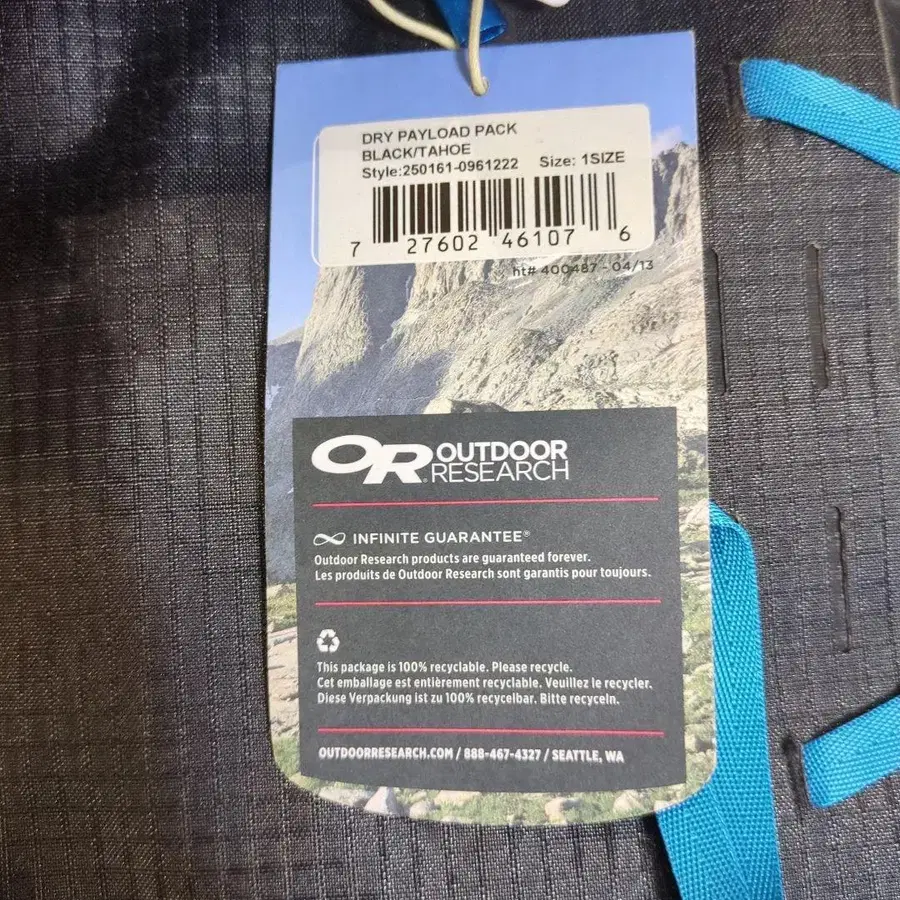 DRY PAYLOAD PACK
BLACK/TAHOE
Style:250161-0961222 Size: 1SIZE
7 27602 46107 6
ht# 400487 - 04/13
OR OUTDOOR
RESEARCH
INFINITE GUARANTEE®
Outdoor Research products are guaranteed forever.
Les produits de Outdoor Research sont garantis pour toujours.
This package is 100% recyclable. Please recycle.
Cet emballage est entièrement recyclable. Veuillez le recycler.
Diese Verpackung ist zu 100% recycelbar. Bitte recyceln.
OUTDOORRESEARCH.COM / 888-467-4327 / SEATTLE, WA